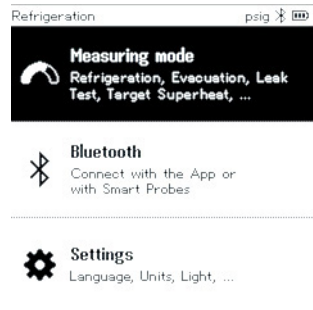 Refrigeration psig
Measuring mode
Refrigeration, Evacuation, Leak
Test, Target Superheat, ...
Bluetooth
Connect with the App or
with Smart Probes
Settings
Language, Units, Light, ...